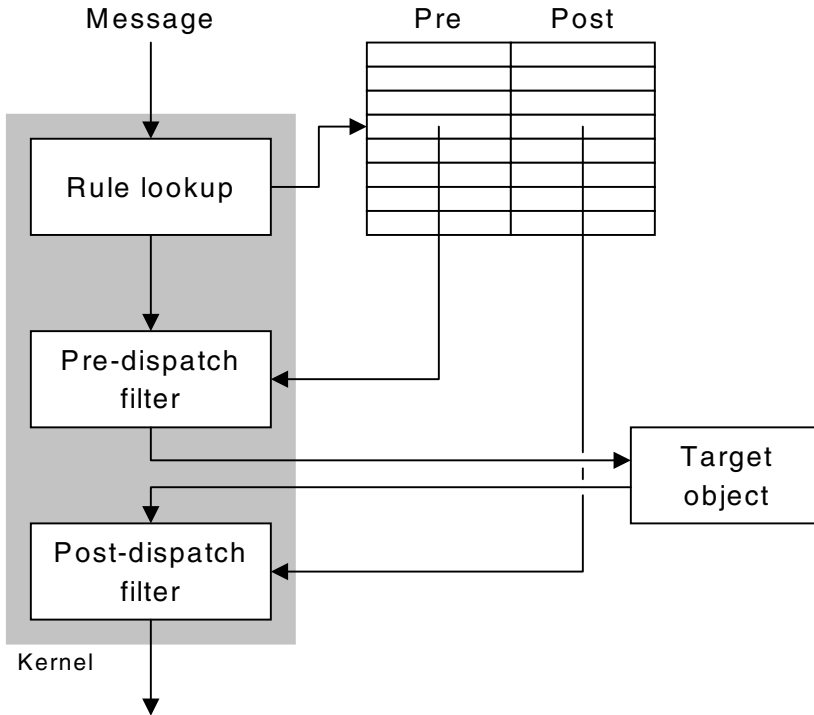 Message
Pre
Post
Rule lookup
Pre-dispatch
filter
Target
object
Post-dispatch
filter
Kernel